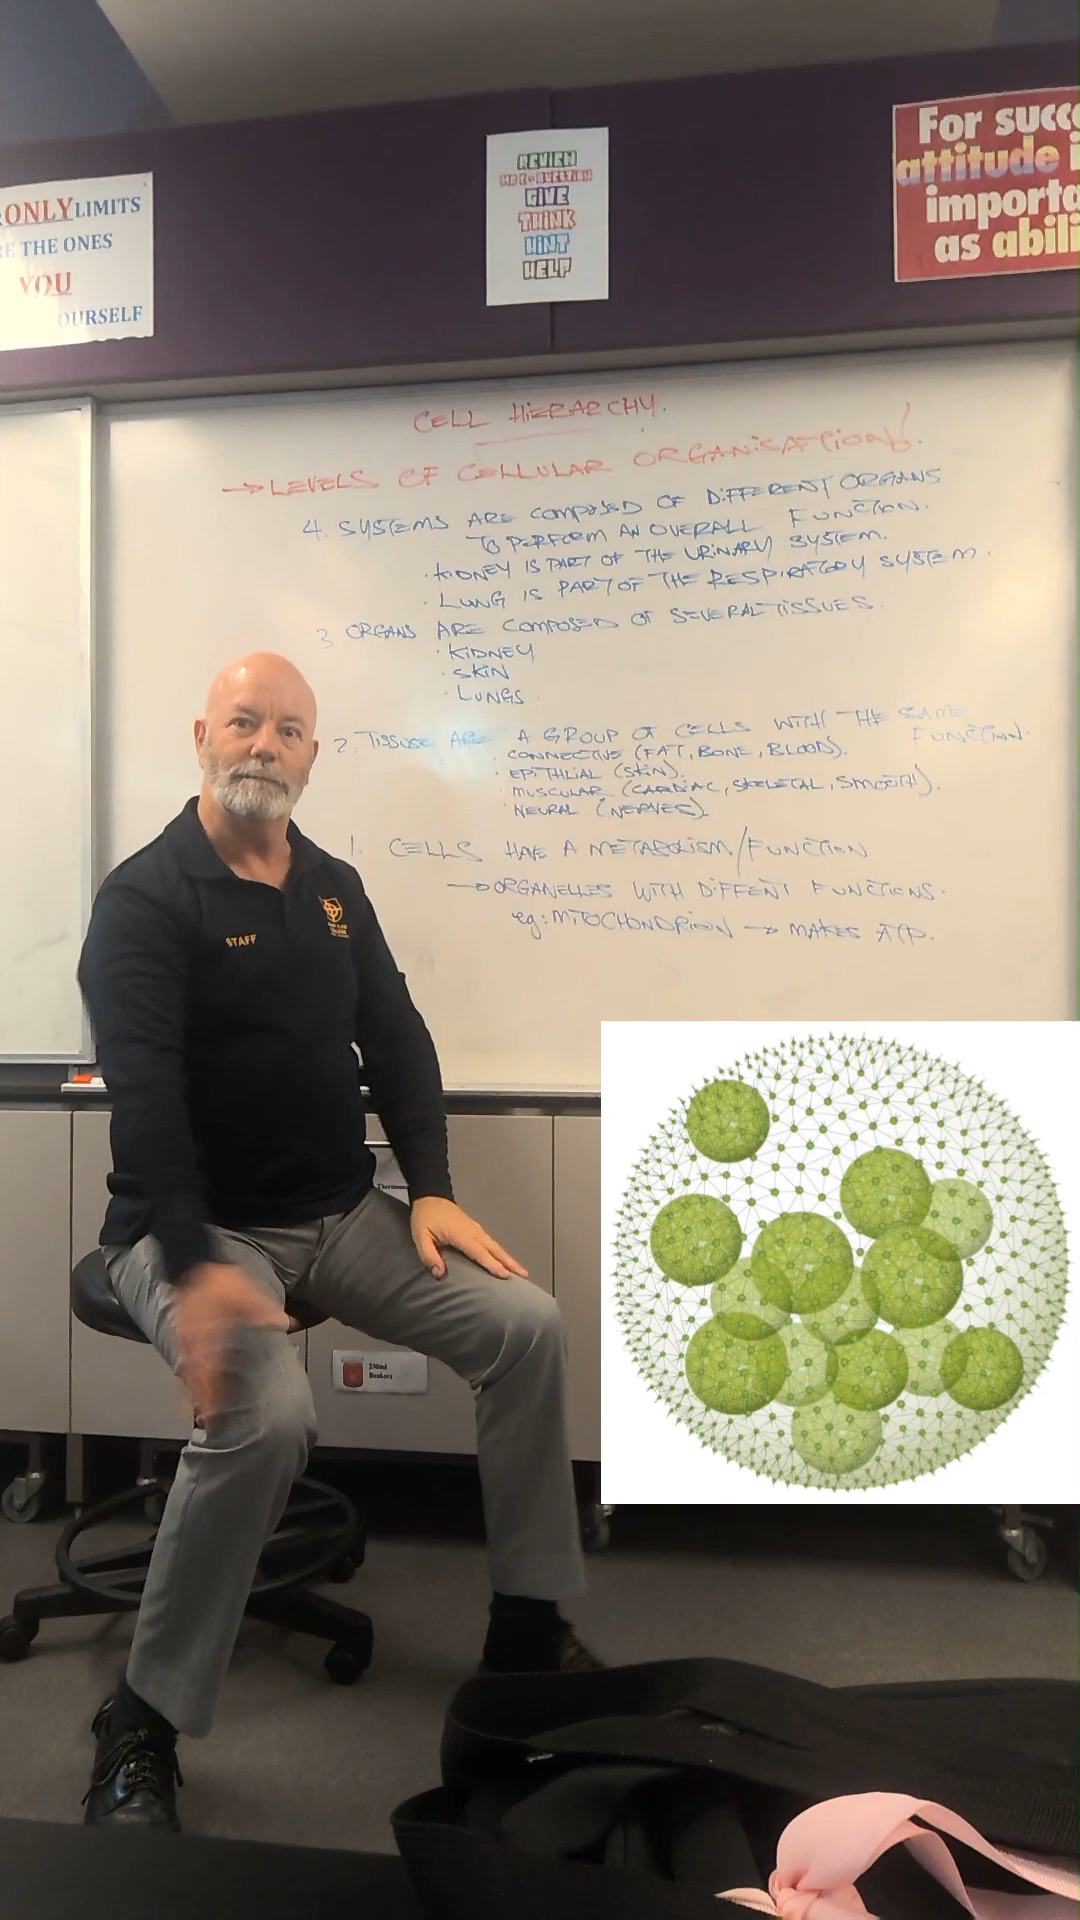 ONLY LIMITS
THE ONES
YOU
OURSELF
REVIEW
GIVE
THINK
HINT
HELP
For succe
attitude i
importa
as abili
CELL HIERARCHY.
→ LEVELS OF CELLULAR ORGANISATION!
4. SYSTEMS ARE COMPOSED OF DIFFERENT ORGANS
TO PERFORM AN OVERALL FUNCTION.
· KIDNEY IS PART OF THE URINARY SYSTEM.
· LUNG IS PART OF THE RESPIRATORY SYSTEM.
3 ORGANS ARE COMPOSED OF SEVERAL TISSUES.
· KIDNEY
· SKIN
· LUNGS.
2. TISSUE ARE A GROUP OF CELLS WITH THE SAME
FUNCTION.
· CONNECTIVE (FAT, BONE, BLOOD).
· EPITHLIAL (SKIN).
· MUSCULAR (CARDIAC, SKELETAL, SMOOTH).
· NEURAL (NERVES).
1. CELLS HAVE A METABOLISM/FUNCTION
→ ORGANELLES WITH DIFFENT FUNCTIONS.
eg: MITOCHONDRION → MAKES ATP.
STAFF
250ml
Beakers